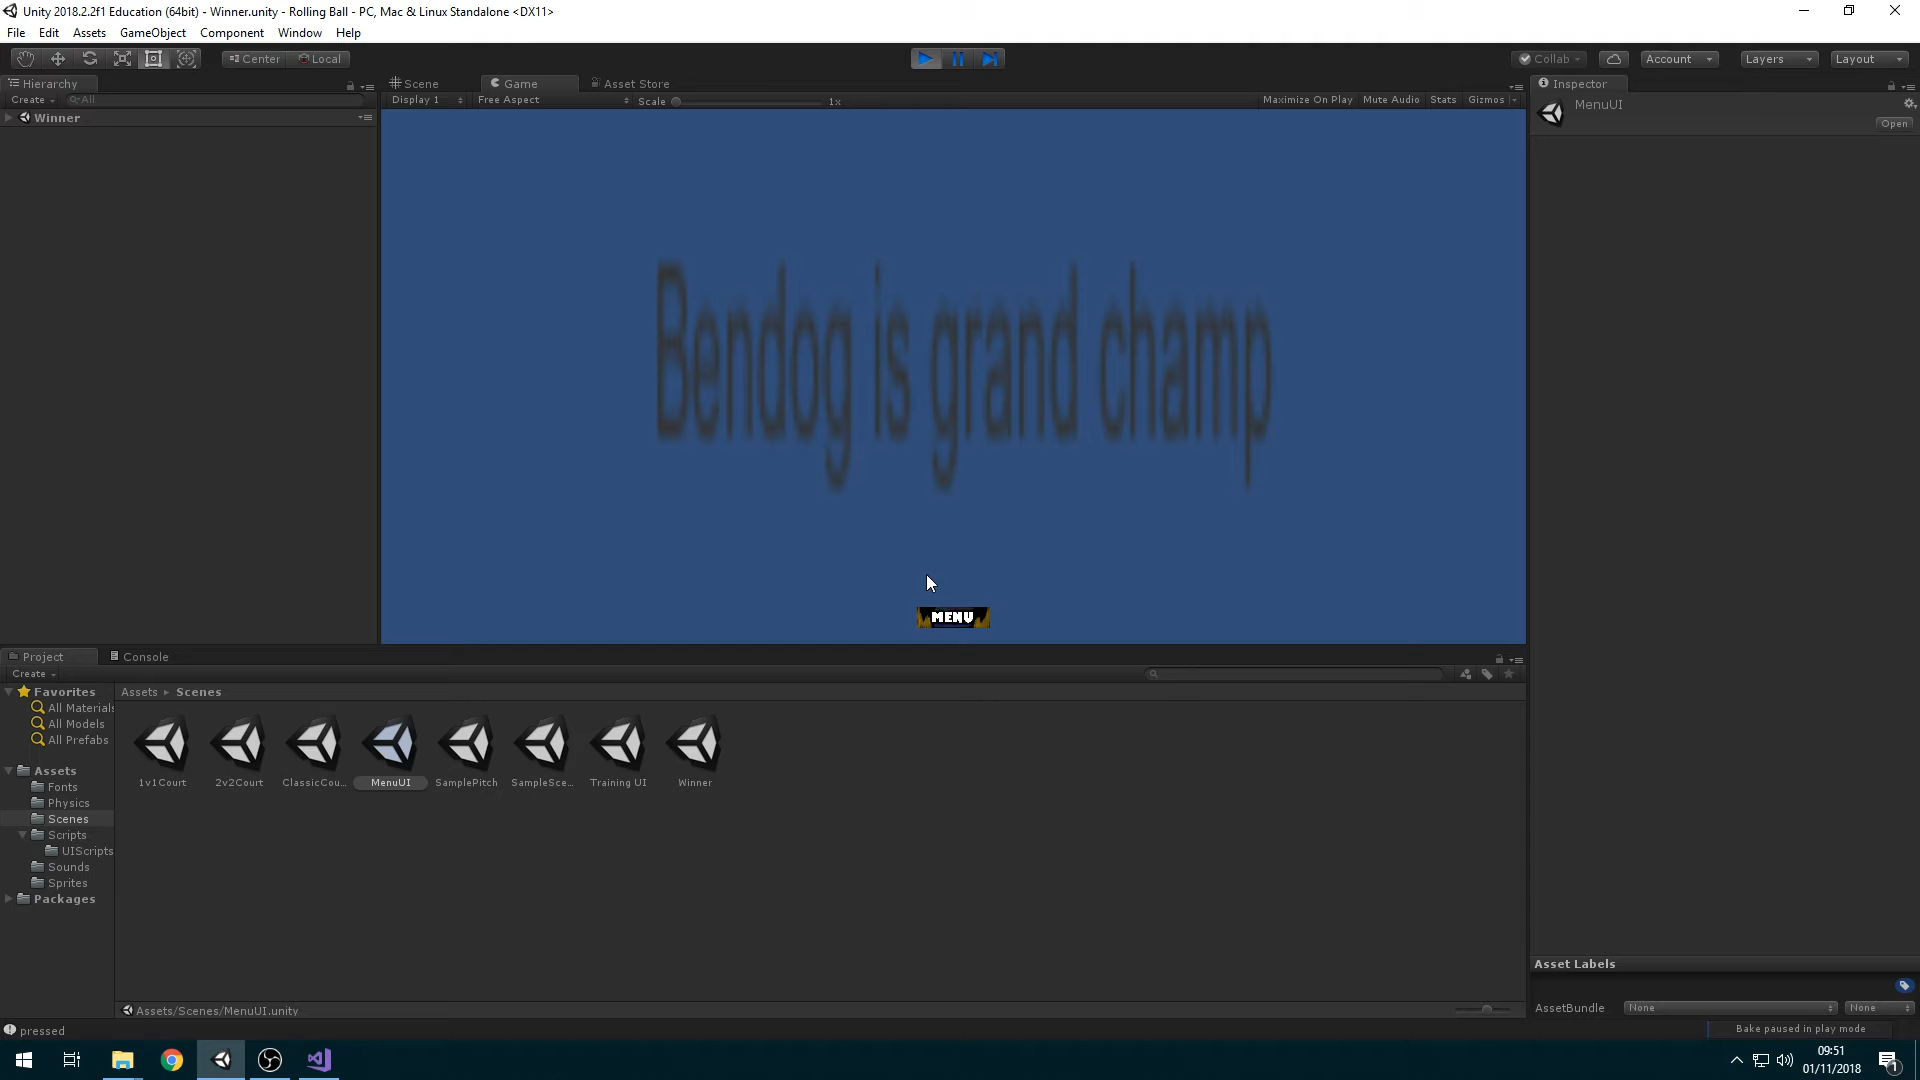 Unity 2018.2.2f1 Education (64bit) - Winner.unity - Rolling Ball - PC, Mac & Linux Standalone <DX11>
File Edit Assets GameObject Component Window Help
Center Local Collab Account Layers Layout
Hierarchy Scene Game Asset Store Inspector
Create All Display 1 Free Aspect Scale 1x Maximize On Play Mute Audio Stats Gizmos MenuUI
Winner
Open
Bendog is grand champ
MENU
Project Console
Create
Favorites Assets Scenes
All Materials
All Models
All Prefabs
Assets
Fonts
Physics
Scenes
Scripts
UIScripts
Sounds
Sprites
Packages
1v1Court 2v2Court ClassicCou... MenuUI SamplePitch SampleSce... Training UI Winner
Asset Labels
Assets/Scenes/MenuUI.unity
AssetBundle None None
pressed
Bake paused in play mode
09:51
01/11/2018
1